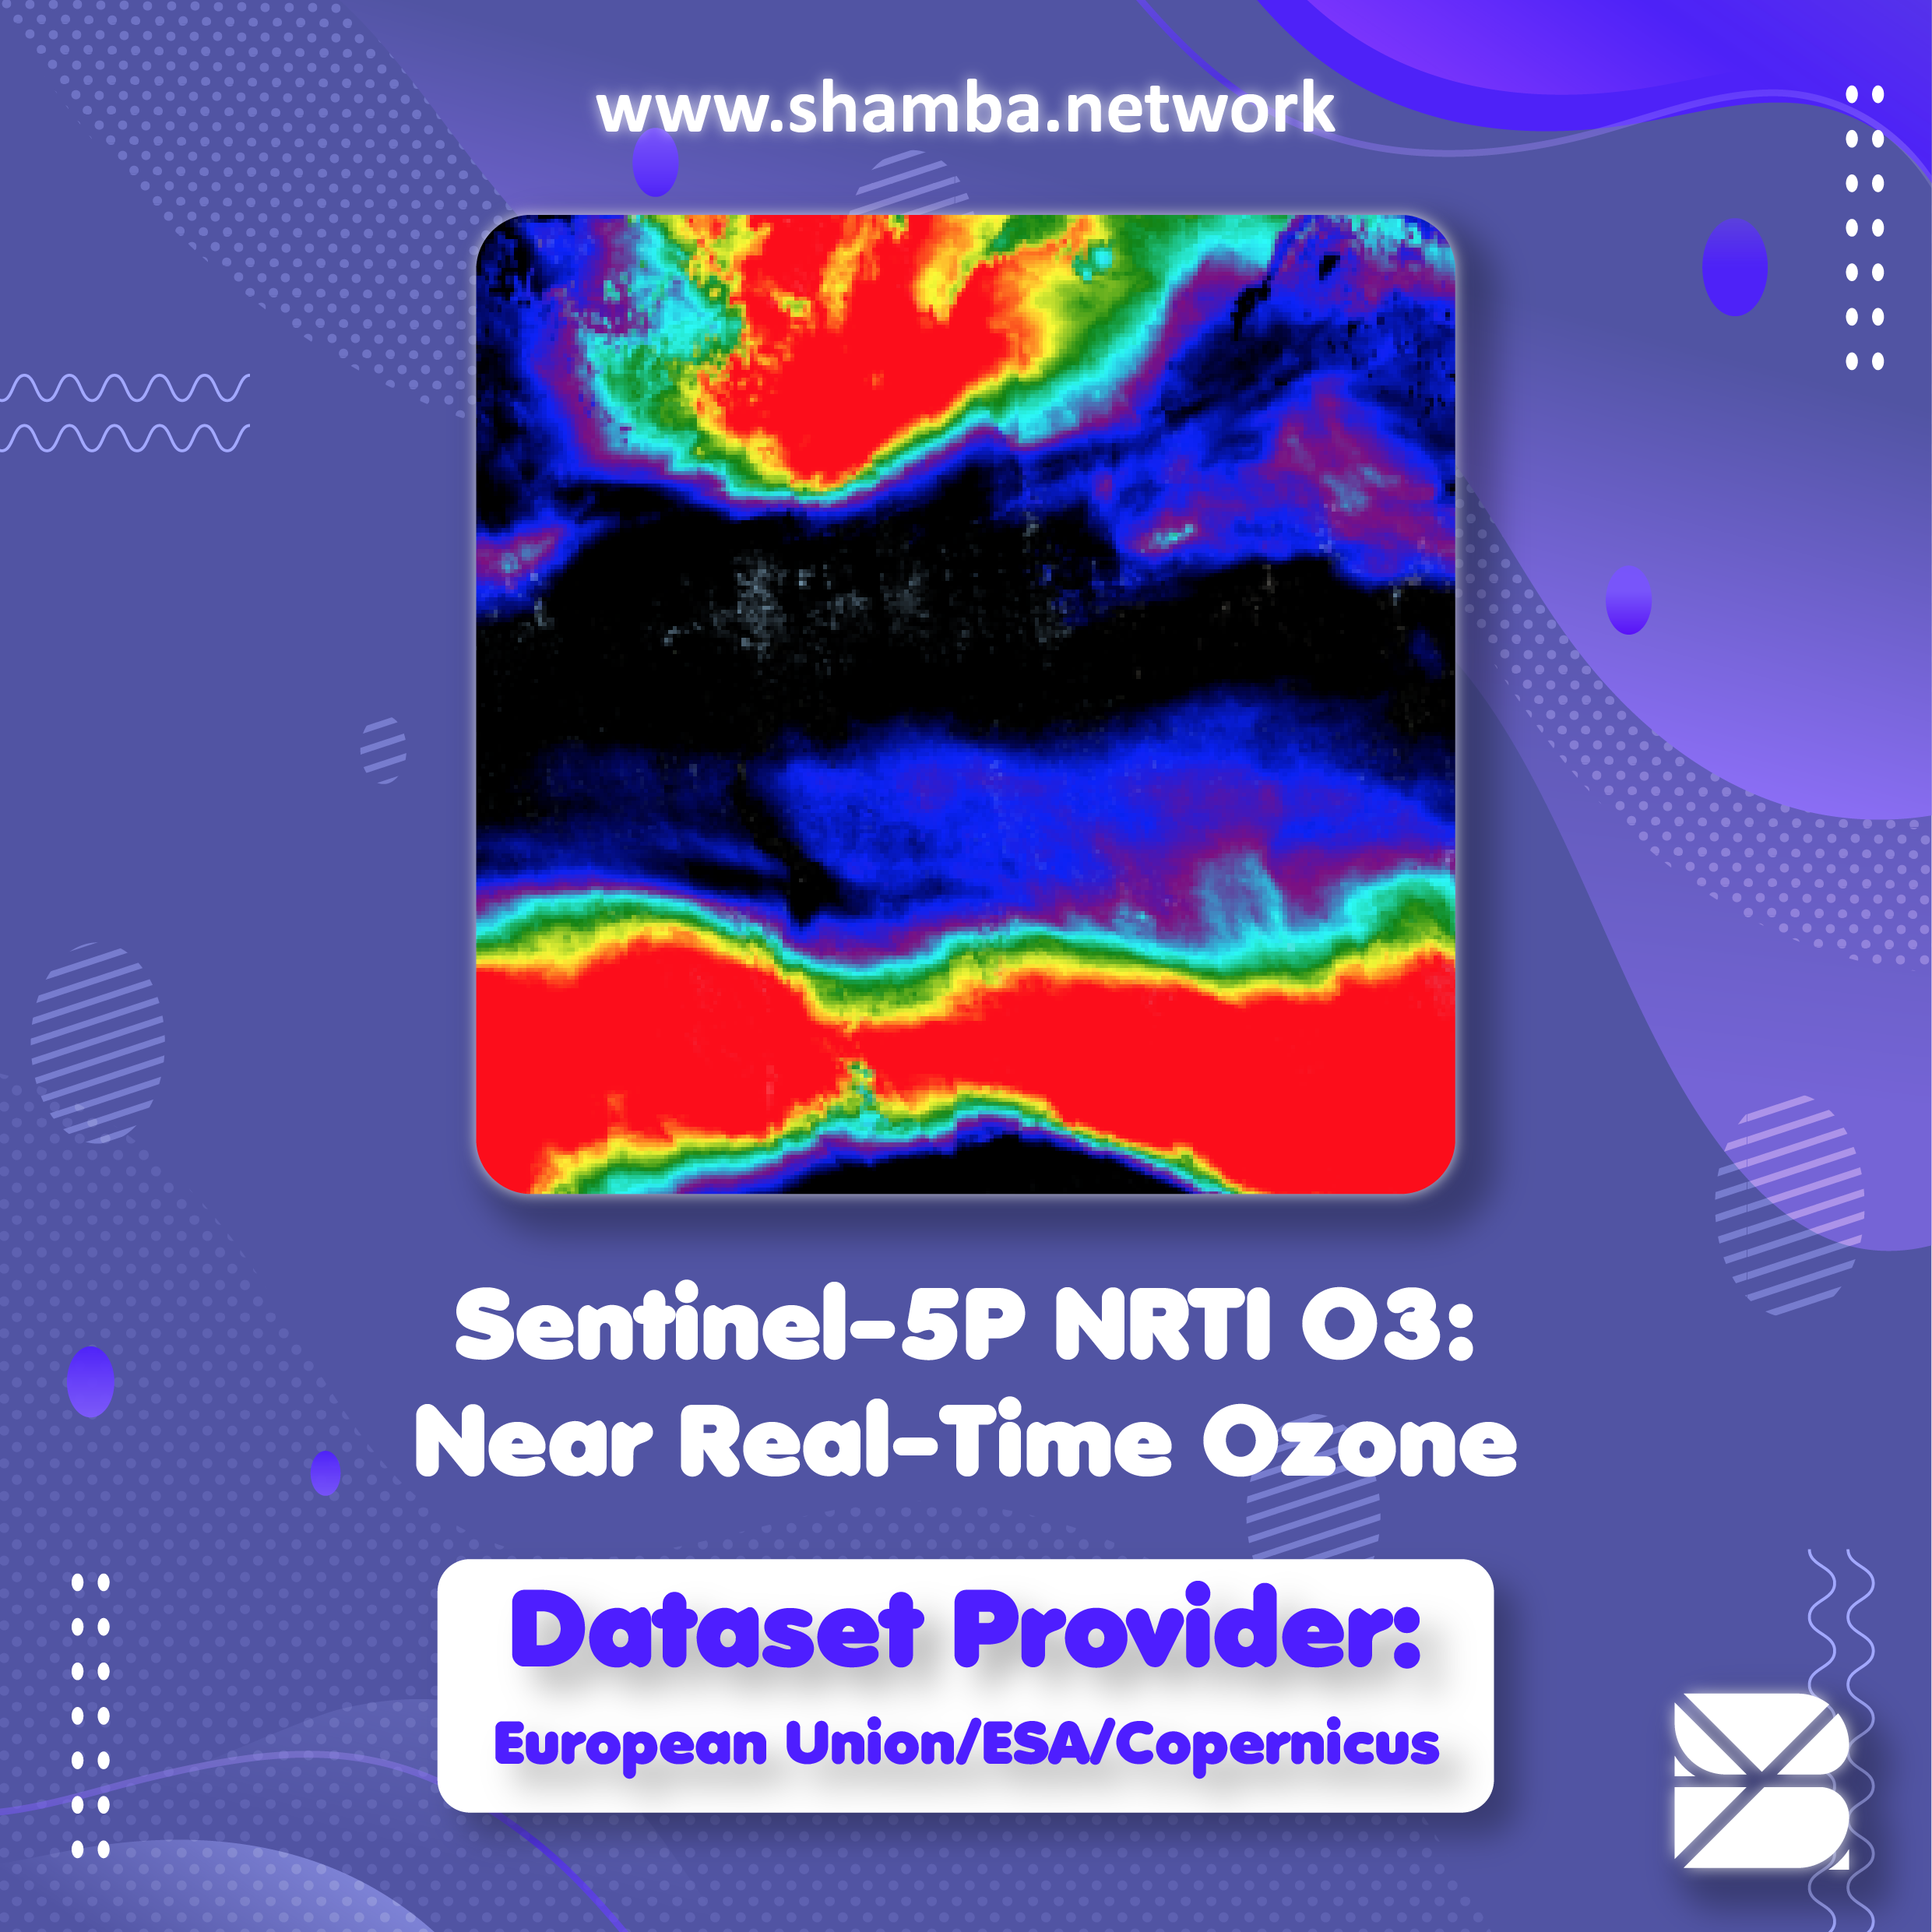 www.shamba.network
Sentinel-5P NRTI O3:
Near Real-Time Ozone
Dataset Provider:
European Union/ESA/Copernicus